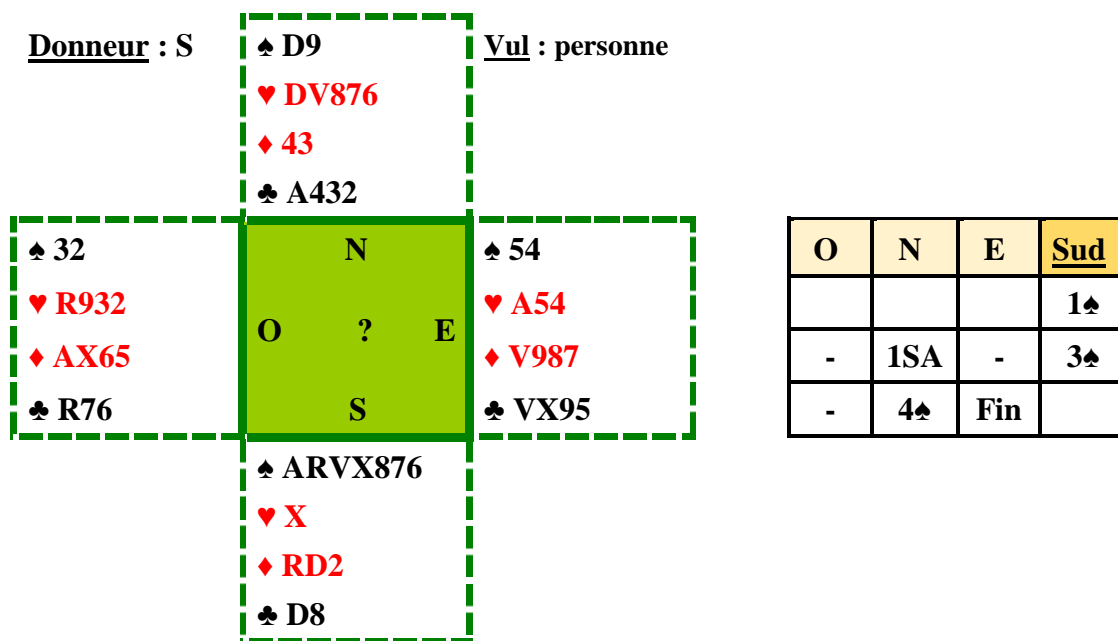 Donneur : S
♠ D9
Vul : personne
♥ DV876
♦ 43
♣ A432
♠ 32
N
♠ 54
♥ R932
♥ A54
O ? E
♦ AX65
♦ V987
♣ R76
S
♣ VX95
♠ ARVX876
♥ X
♦ RD2
♣ D8
O N E Sud
1♠
- 1SA - 3♠
- 4♠ Fin